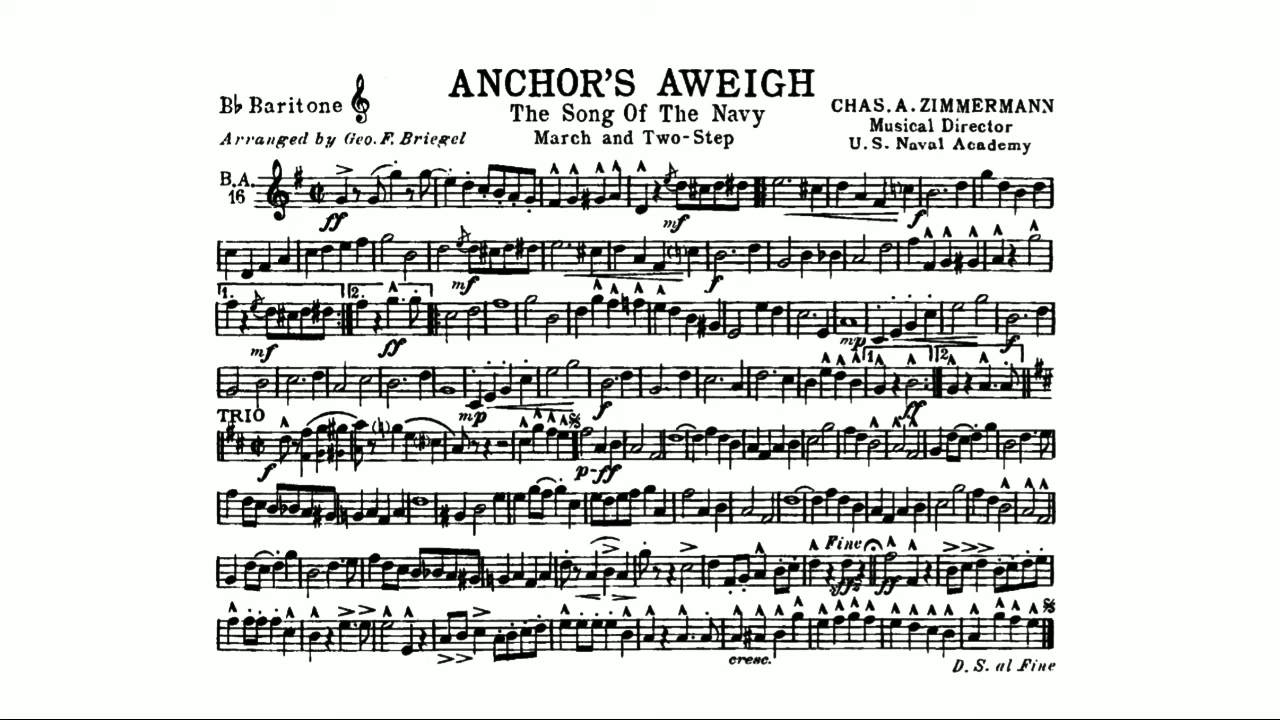 ANCHOR'S AWEIGH
B♭ Baritone
The Song Of The Navy
CHAS. A. ZIMMERMANN
Arranged by Geo. F. Briegel
March and Two-Step
Musical Director
U. S. Naval Academy
B.A.
16
ff
mf
f
mf
f
1.
2.
mf
ff
mp
f
1.
2.
mp
f
ff
TRIO
f
p-ff
Fine
ffz
ff
cresc.
D. S. al Fine